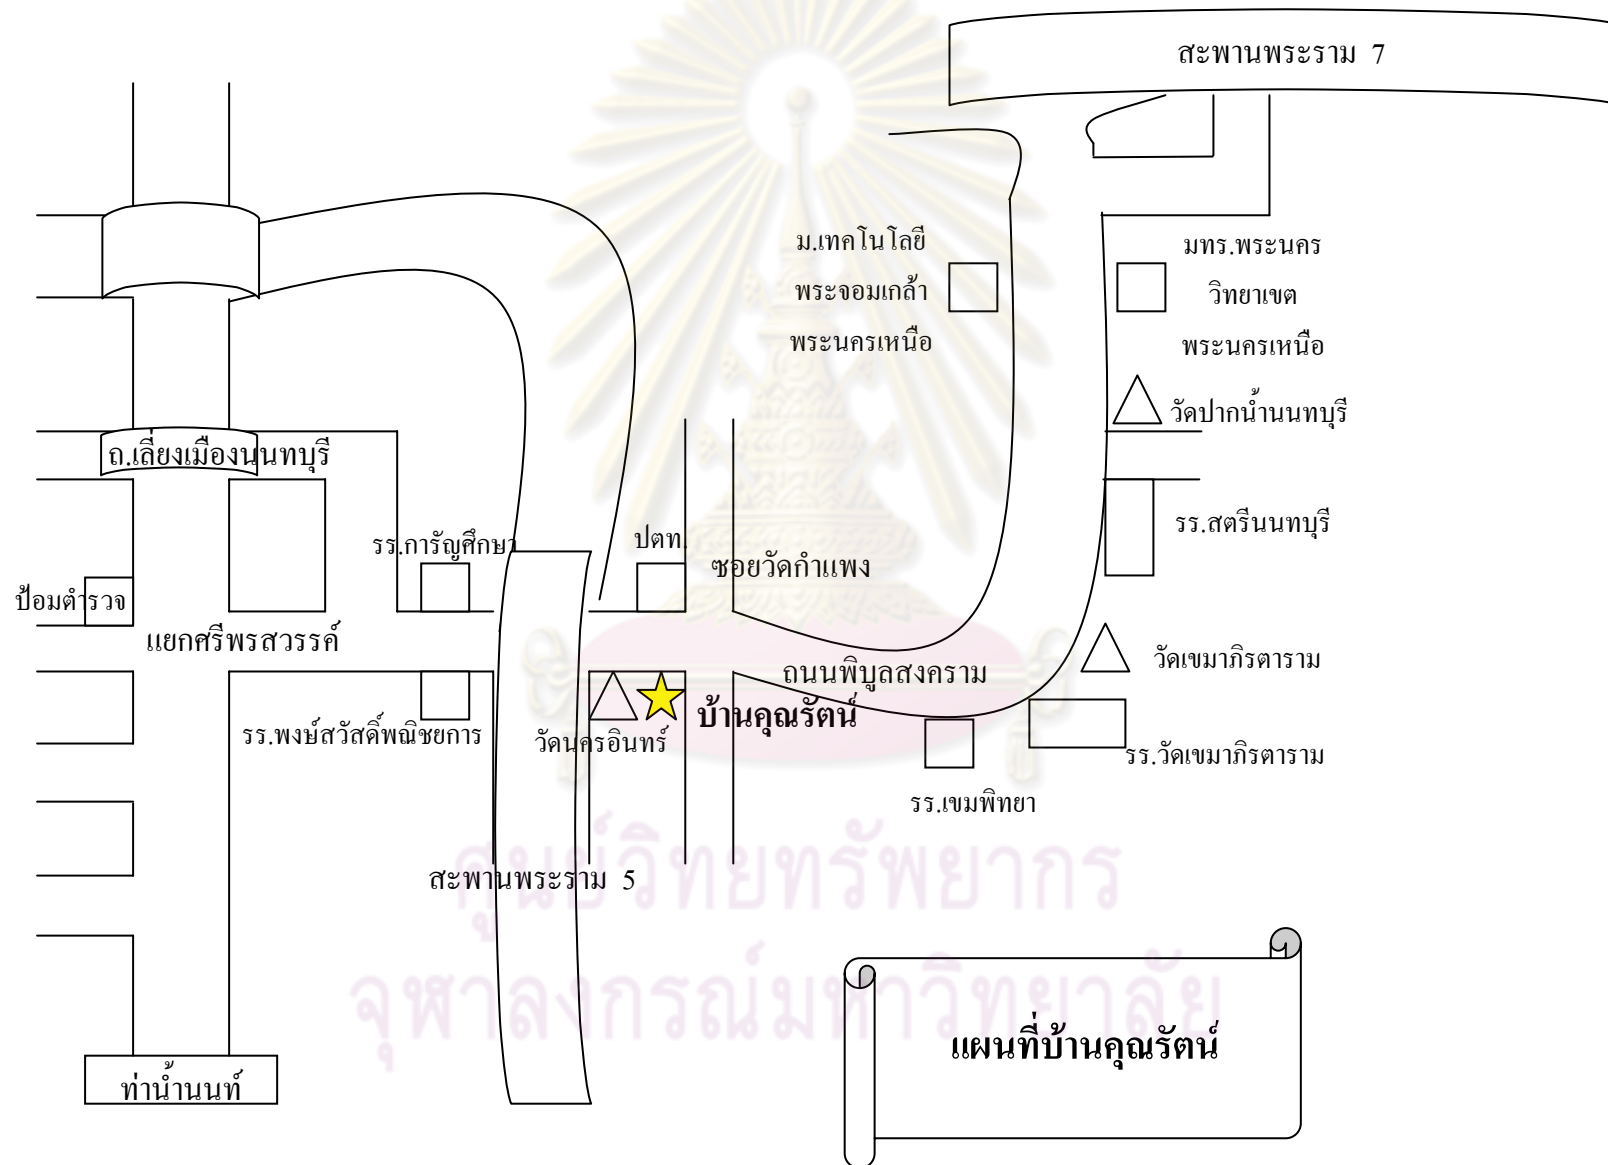 สะพานพระราม 7
ม.เทคโนโลยี
พระจอมเกล้า
พระนครเหนือ
มทร.พระนคร
วิทยาเขต
พระนครเหนือ
วัดปากน้ำนนทบุรี
ถ.เลี่ยงเมืองนนทบุรี
รร.การัญศึกษา
ปตท.
ซอยวัดกำแพง
รร.สตรีนนทบุรี
ป้อมตำรวจ
แยกศรีพรสวรรค์
ถนนพิบูลสงคราม
วัดเขมาภิรตาราม
รร.พงษ์สวัสดิ์พณิชยการ
วัดนครอินทร์
บ้านคุณรัตน์
รร.วัดเขมาภิรตาราม
รร.เขมพิทยา
สะพานพระราม 5
ศูนย์วิทยทรัพยากร
จุฬาลงกรณ์มหาวิทยาลัย
แผนที่บ้านคุณรัตน์
ท่าน้ำนนท์